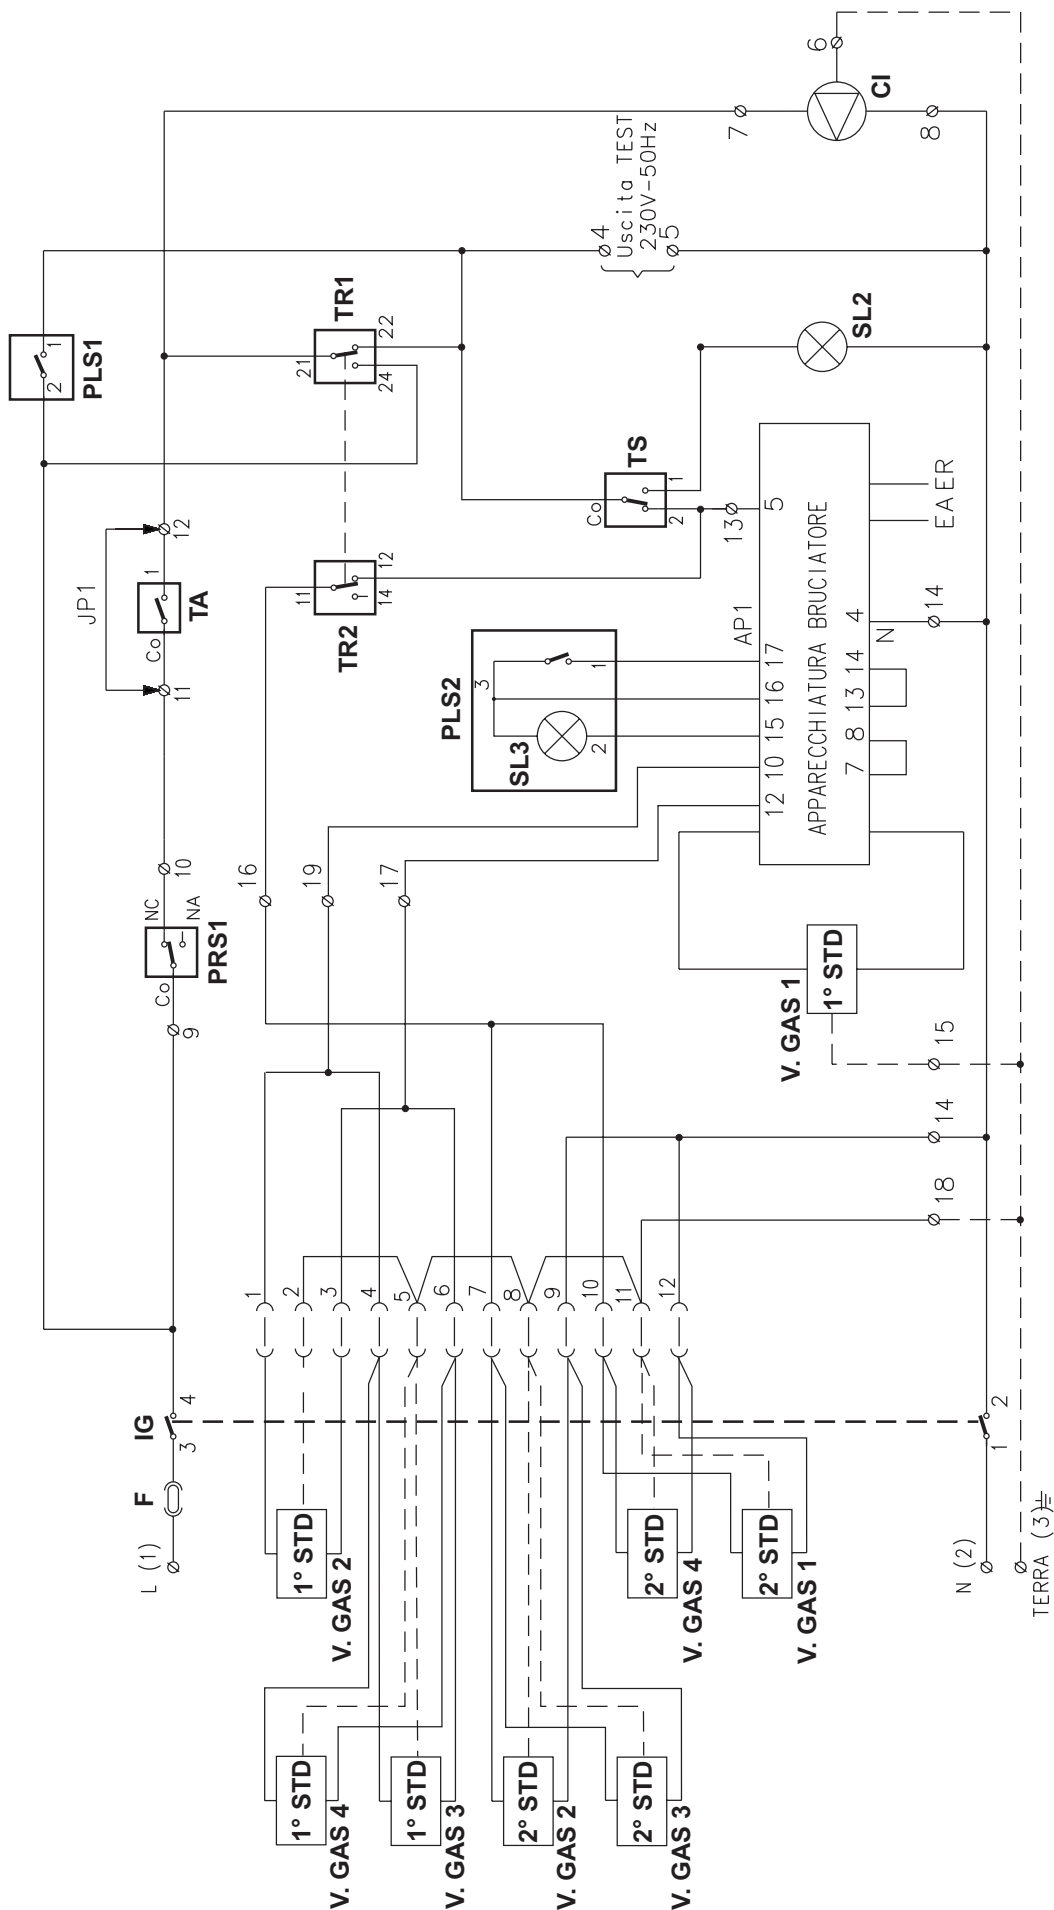 L (1)
F
3
IG
4
9
Co
PRS1
NC
NA
10
11
JP1
Co
TA
1
12
PLS1
2
1
TR1
21
22
24
TR2
11
12
14
TS
Co
1
2
13
5
SL2
4
Uscita TEST
230V-50Hz
5
6
7
CI
8
16
19
17
PLS2
SL3
3
2
1
AP1
APPARECCHIATURA BRUCIATORE
12
10
15
16
17
7
8
13
14
4
N
14
EA
ER
V. GAS 1
1° STD
15
14
18
1
2
3
4
5
6
7
8
9
10
11
12
1° STD
V. GAS 2
2° STD
V. GAS 4
2° STD
V. GAS 1
1° STD
V. GAS 4
1° STD
V. GAS 3
2° STD
V. GAS 2
2° STD
V. GAS 3
N (2)
1
2
TERRA (3)